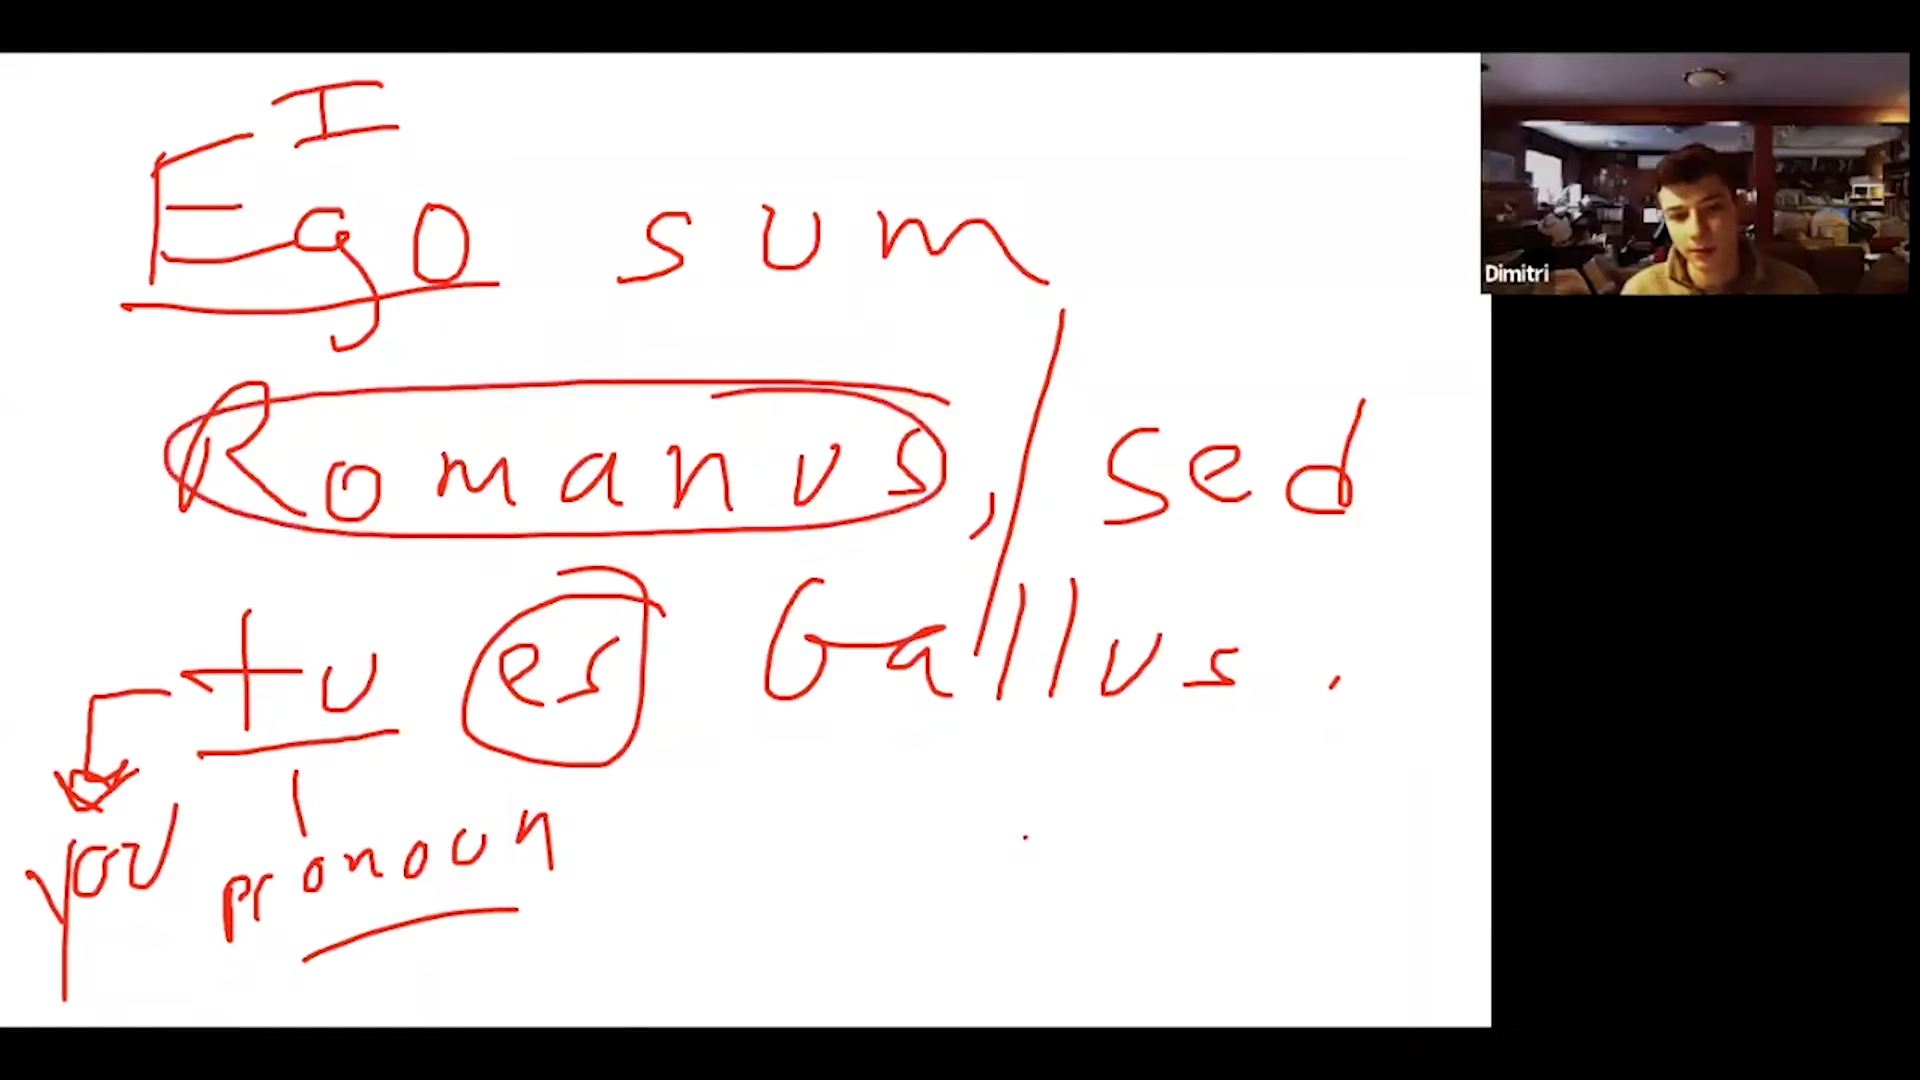 I
Ego sum
Romanus, sed
tu es Gallus.
you pronoun
Dimitri